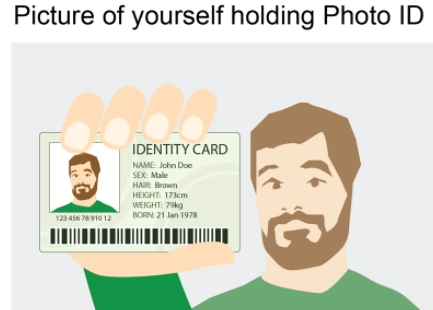 Picture of yourself holding Photo ID
IDENTITY CARD
NAME: John Doe
SEX: Male
HAIR: Brown
HEIGHT: 173cm
WEIGHT: 79kg
BORN: 21 Jan 1978
123 456 78 910 12